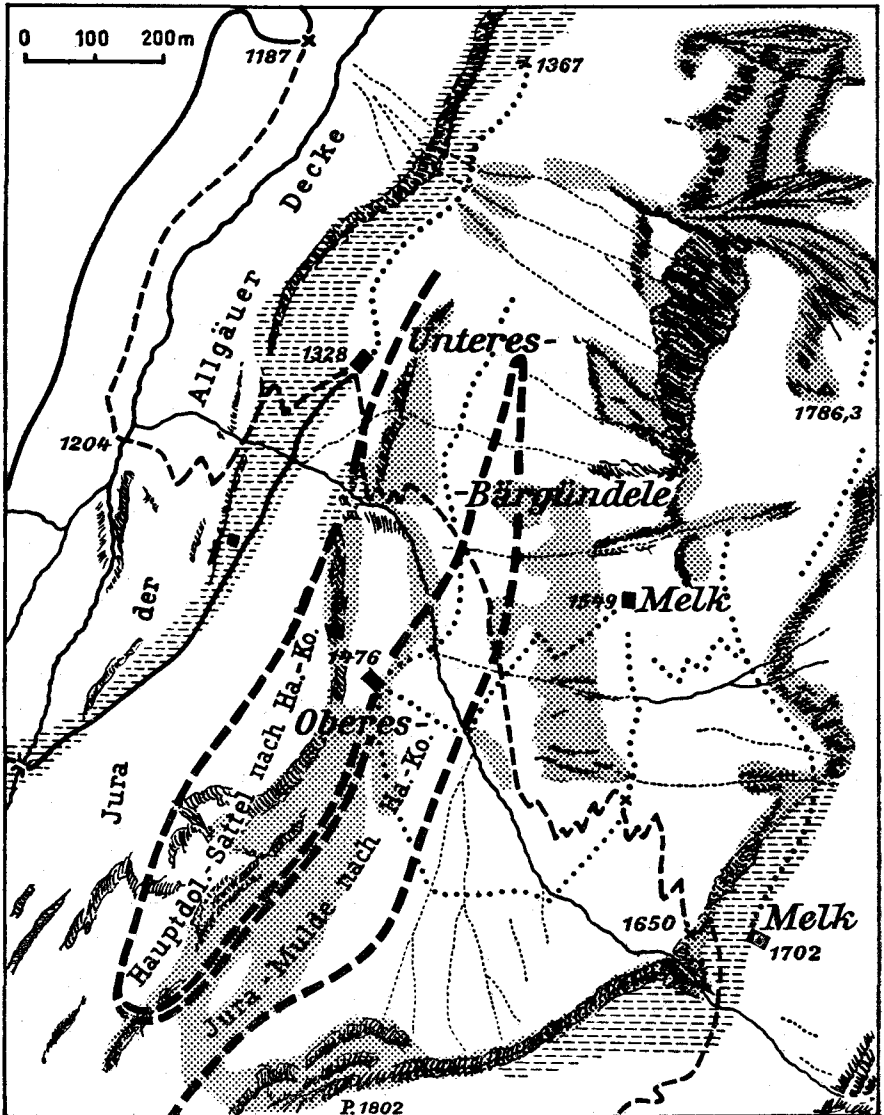 0 100 200 m
1187
1367
Decke
Allgäuer
1328
Unteres-
1786,3
1204
-Bärgündele
der
1549 Melk
1476
Oberes-
Jura
Hauptdol.-Sattel nach Ha.-Ko.
Jura-Mulde nach Ha.-Ko.
1650
Melk
1702
P. 1802